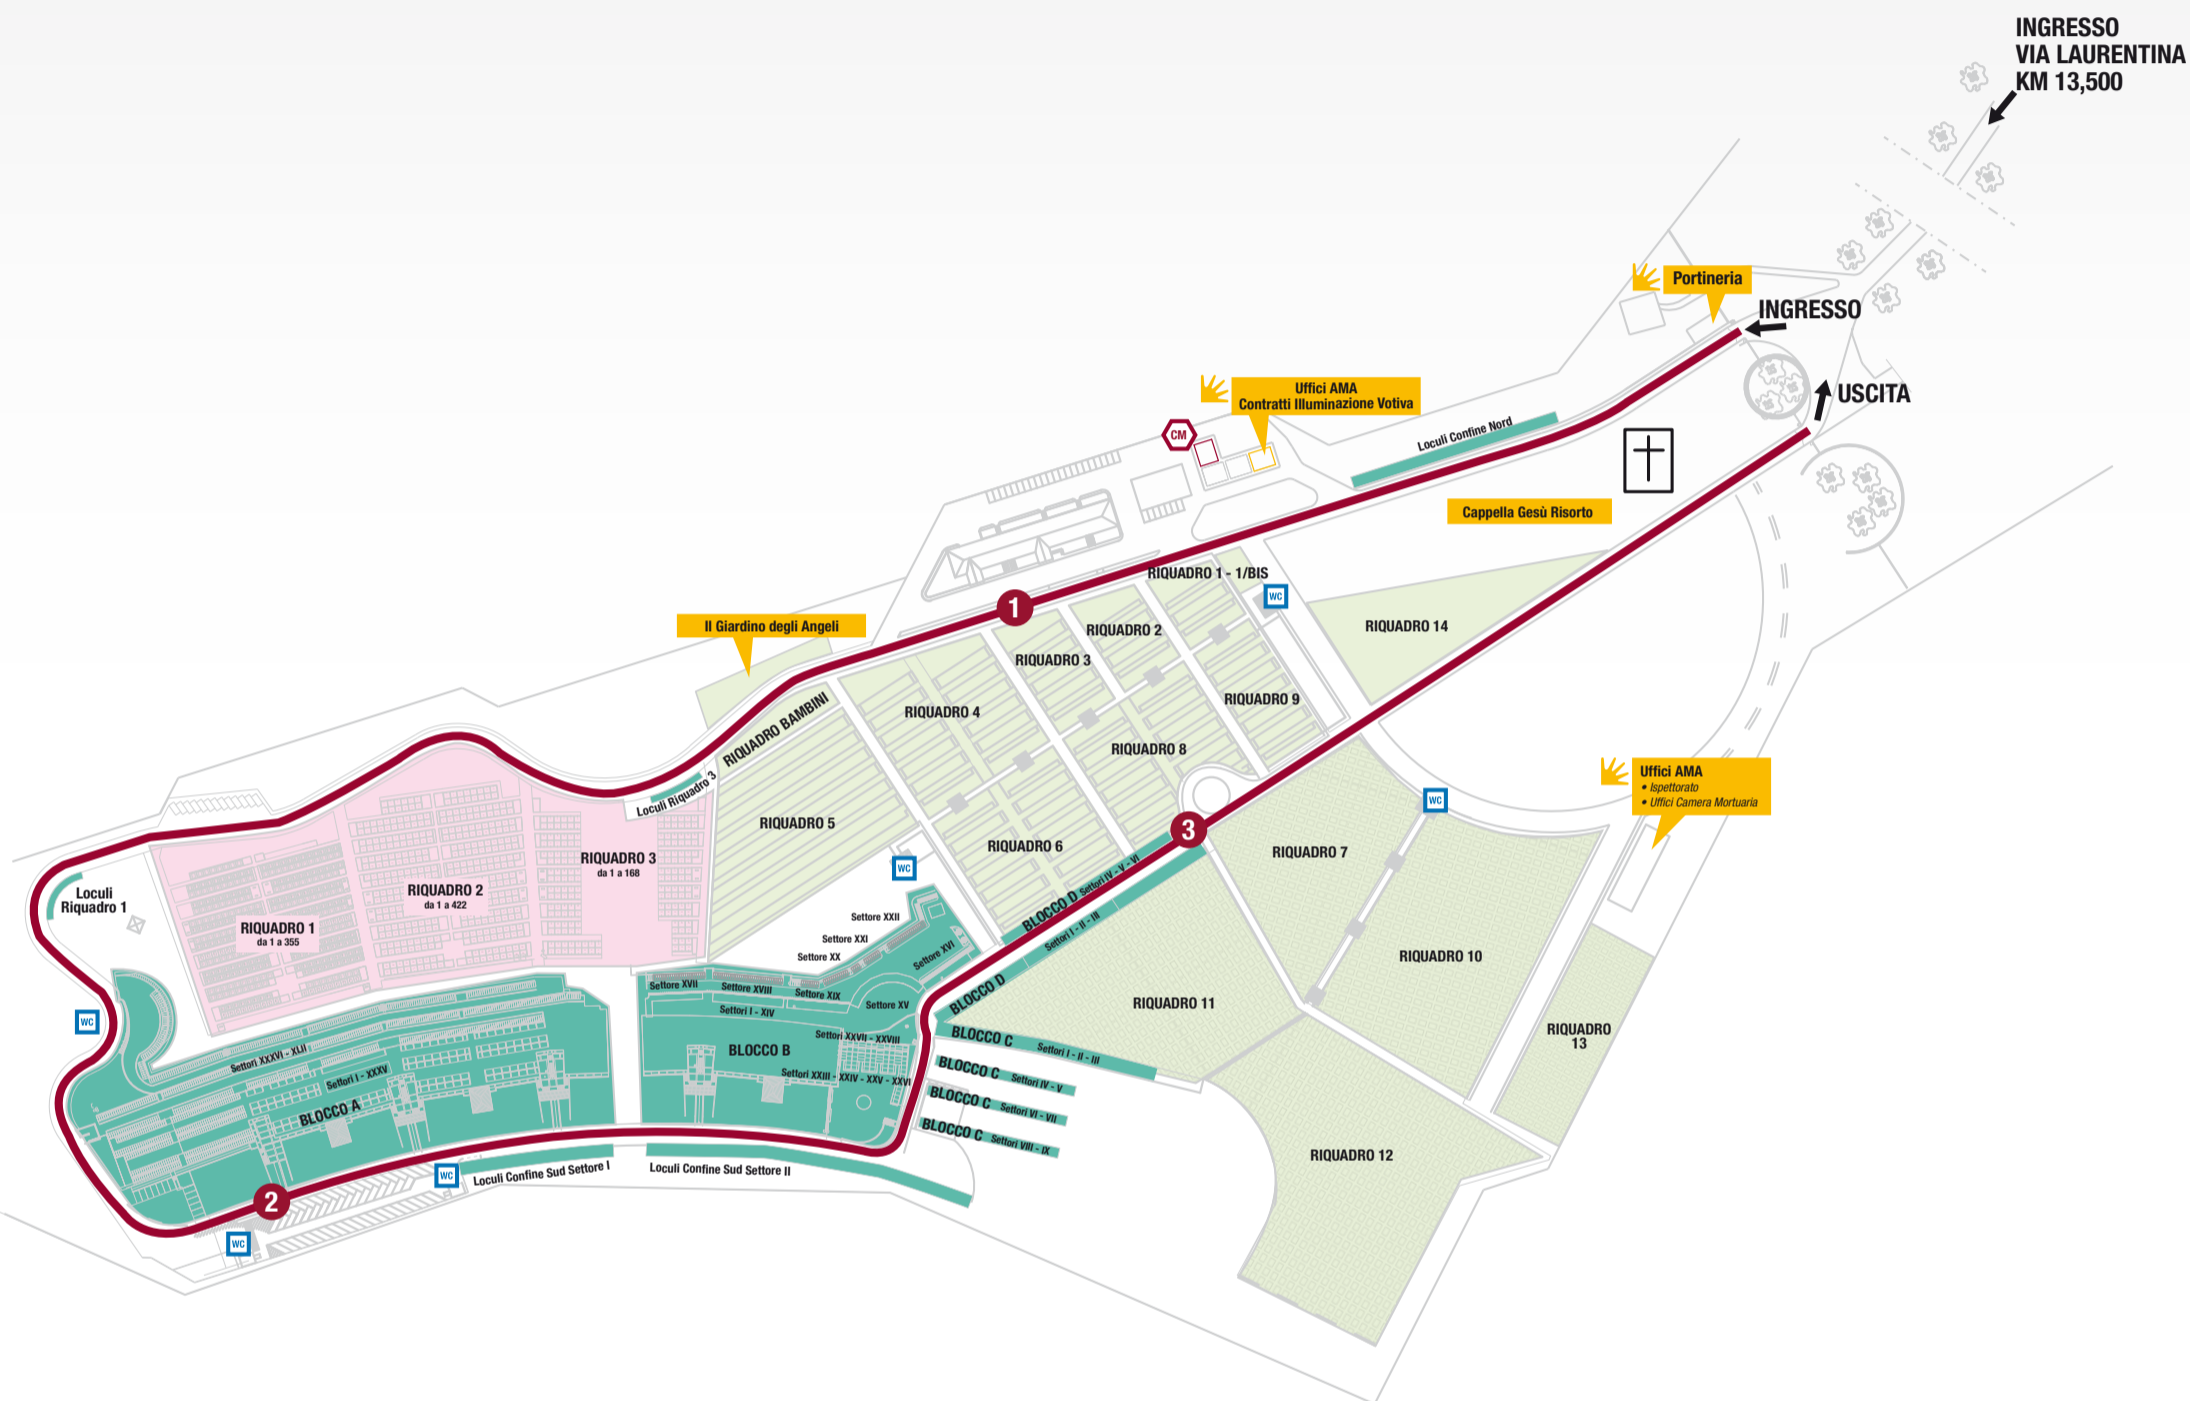 INGRESSO
VIA LAURENTINA
KM 13,500
Portineria
INGRESSO
USCITA
Uffici AMA
Contratti Illuminazione Votiva
CM
Loculi Confine Nord
Cappella Gesù Risorto
1
RIQUADRO 1 - 1/BIS
WC
Il Giardino degli Angeli
RIQUADRO 2
RIQUADRO 14
RIQUADRO 3
RIQUADRO 9
RIQUADRO 4
RIQUADRO BAMBINI
RIQUADRO 8
Loculi Riquadro 3
Uffici AMA
• Ispettorato
• Uffici Camera Mortuaria
WC
RIQUADRO 5
3
RIQUADRO 6
RIQUADRO 7
RIQUADRO 3
da 1 a 168
WC
RIQUADRO 2
da 1 a 422
Loculi
Riquadro 1
RIQUADRO 1
da 1 a 355
BLOCCO D Settori IV - V - VI
Settori I - II - III
BLOCCO D
Settore XXII
Settore XXI
Settore XX
Settore XVI
RIQUADRO 10
Settore XVII
Settore XVIII
Settore XIX
Settore XV
RIQUADRO 11
Settori I - XIV
WC
RIQUADRO
13
BLOCCO C Settori I - II - III
Settori XXVII - XXVIII
BLOCCO B
Settori XXIII - XXIV - XXV - XXVI
Settori XXXVI - XLII
Settori I - XXXV
BLOCCO A
BLOCCO C Settori IV - V
BLOCCO C Settori VI - VII
BLOCCO C Settori VIII - IX
RIQUADRO 12
WC
Loculi Confine Sud Settore I
Loculi Confine Sud Settore II
2
WC